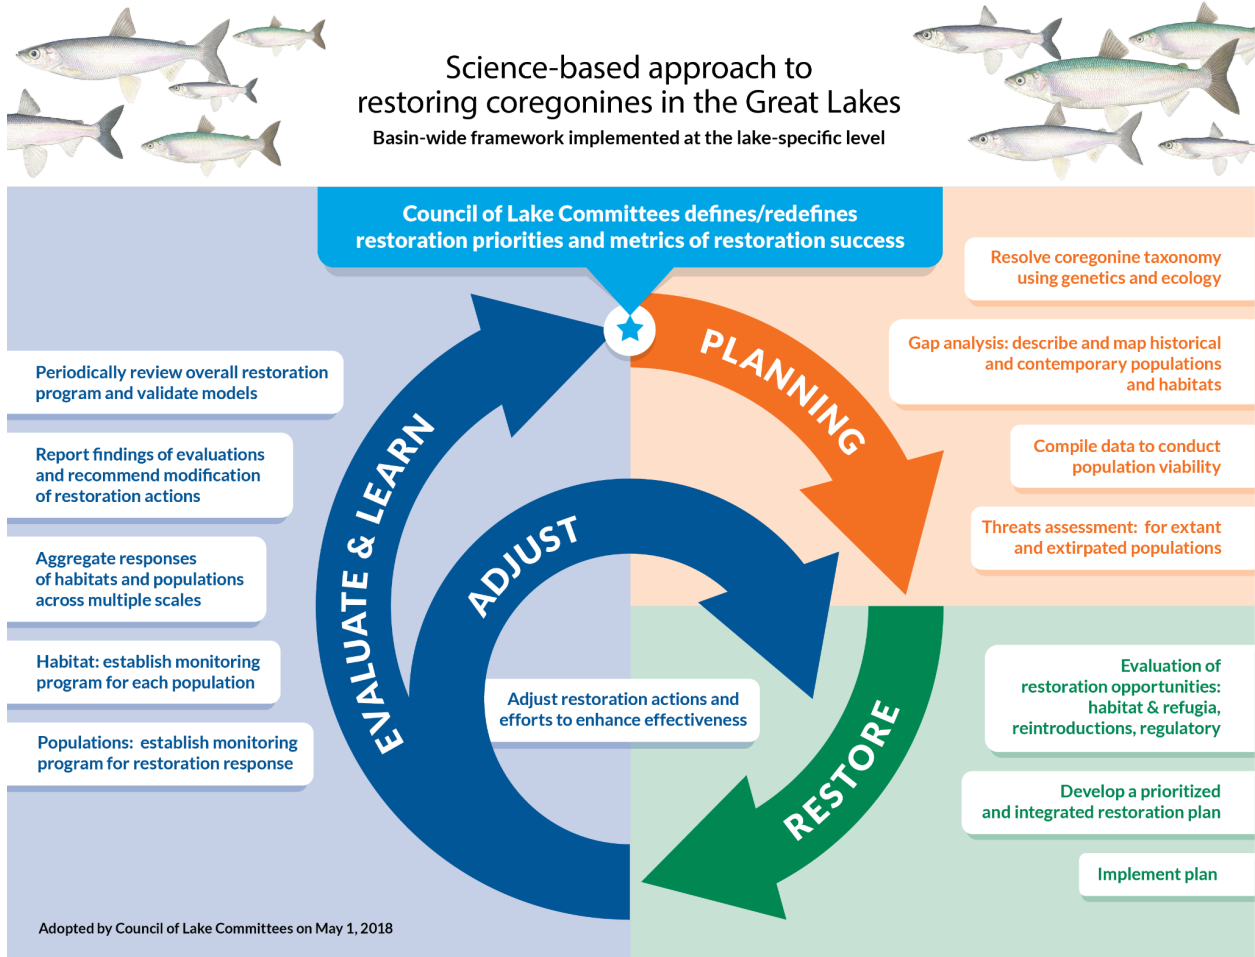 Science-based approach to
restoring coregonines in the Great Lakes
Basin-wide framework implemented at the lake-specific level
Council of Lake Committees defines/redefines
restoration priorities and metrics of restoration success
PLANNING
Resolve coregonine taxonomy
using genetics and ecology
Gap analysis: describe and map historical
and contemporary populations
and habitats
Compile data to conduct
population viability
Threats assessment: for extant
and extirpated populations
RESTORE
Evaluation of
restoration opportunities:
habitat & refugia,
reintroductions, regulatory
Develop a prioritized
and integrated restoration plan
Implement plan
EVALUATE & LEARN
Periodically review overall restoration
program and validate models
Report findings of evaluations
and recommend modification
of restoration actions
Aggregate responses
of habitats and populations
across multiple scales
Habitat: establish monitoring
program for each population
Populations: establish monitoring
program for restoration response
ADJUST
Adjust restoration actions and
efforts to enhance effectiveness
Adopted by Council of Lake Committees on May 1, 2018